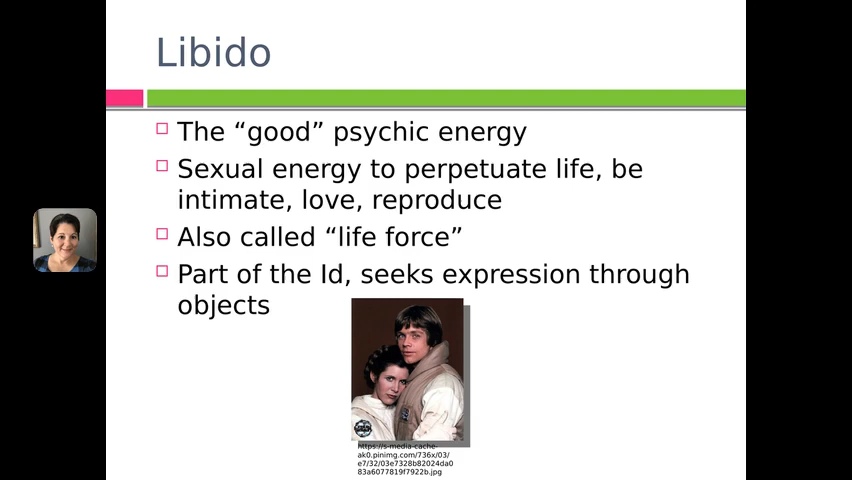 Libido
The “good” psychic energy
Sexual energy to perpetuate life, be
intimate, love, reproduce
Also called “life force”
Part of the Id, seeks expression through
objects
https://s-media-cache-
ak0.pinimg.com/736x/03/
e7/32/03e7328b82024da0
83a6077819f7922b.jpg